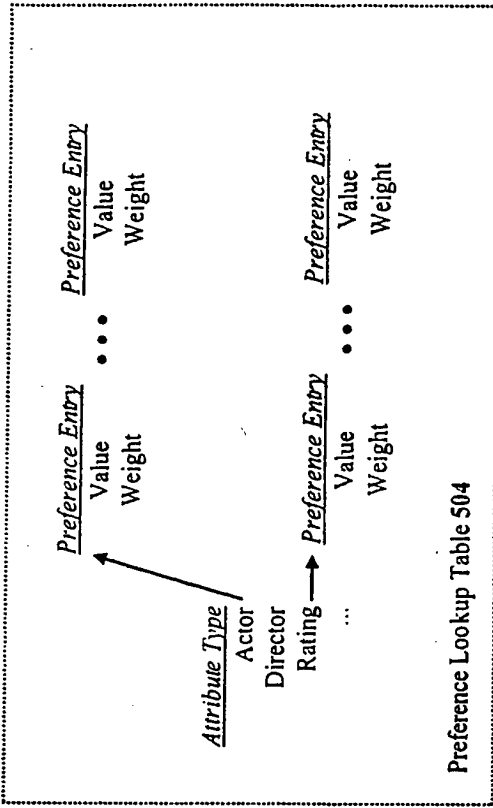 Preference Entry
Value
Weight
• • •
Preference Entry
Value
Weight
Attribute Type
Actor
Director
Rating
...
Preference Entry
Value
Weight
• • •
Preference Entry
Value
Weight
Preference Lookup Table 504